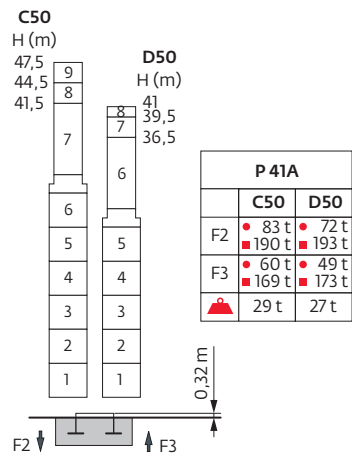 C50
H (m)
47,5
44,5
41,5
9
8
7
6
5
4
3
2
1
D50
H (m)
41
39,5
36,5
8
7
6
5
4
3
2
1
P 41A
C50 D50
F2 83 t 72 t
190 t 193 t
F3 60 t 49 t
169 t 173 t
29 t 27 t
0,32 m
F2 F3